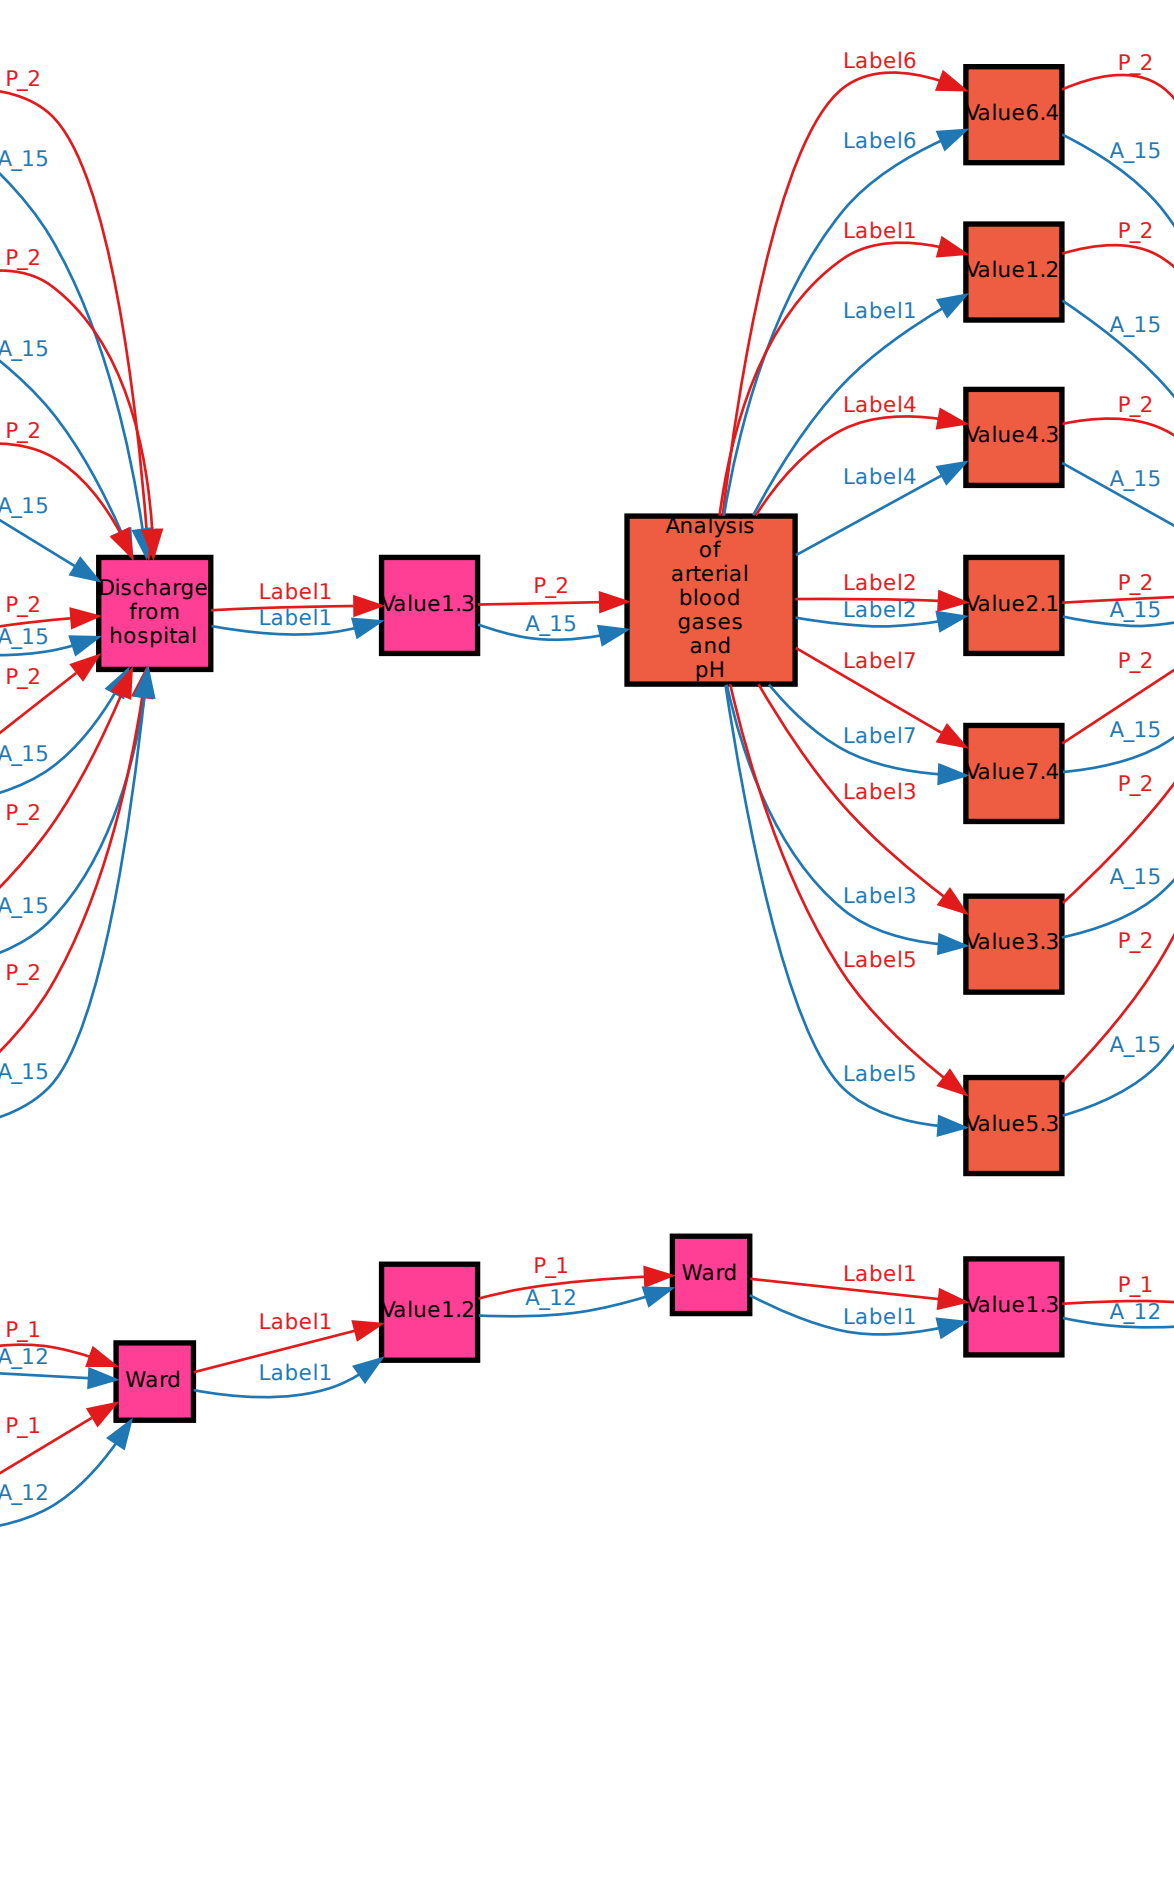 P_2
A_15
P_2
A_15
P_2
A_15
P_2
A_15
P_2
A_15
P_2
A_15
P_2
A_15
Discharge
from
hospital
Label1
Label1
Value1.3
P_2
A_15
Analysis
of
arterial
blood
gases
and
pH
Label6
Label6
Label1
Label1
Label4
Label4
Label2
Label2
Label7
Label7
Label3
Label3
Label5
Label5
Value6.4
Value1.2
Value4.3
Value2.1
Value7.4
Value3.3
Value5.3
P_2
A_15
P_2
A_15
P_2
A_15
P_2
A_15
P_2
A_15
P_2
A_15
P_2
A_15
P_1
A_12
P_1
A_12
Ward
Label1
Label1
Value1.2
P_1
A_12
Ward
Label1
Label1
Value1.3
P_1
A_12